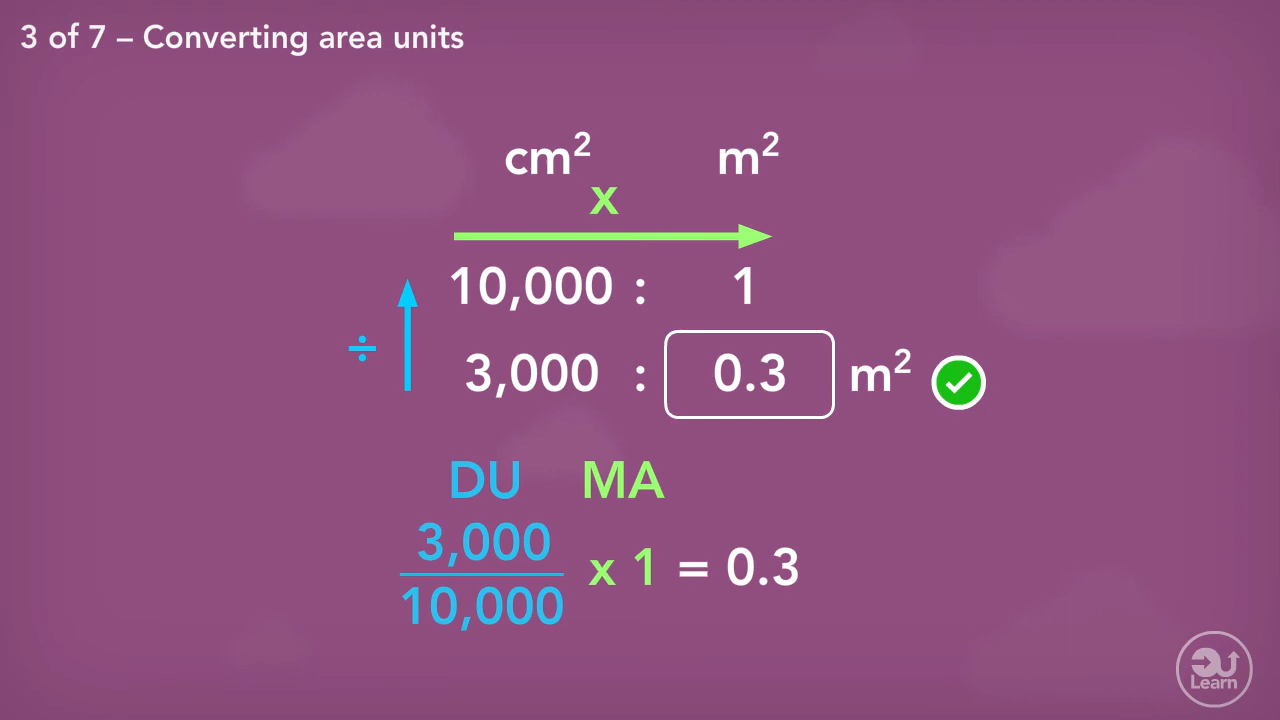 3 of 7 – Converting area units
cm² m²
x
10,000 : 1
÷
3,000 : 0.3 m²
DU MA
3,000
x 1 = 0.3
10,000
Learn